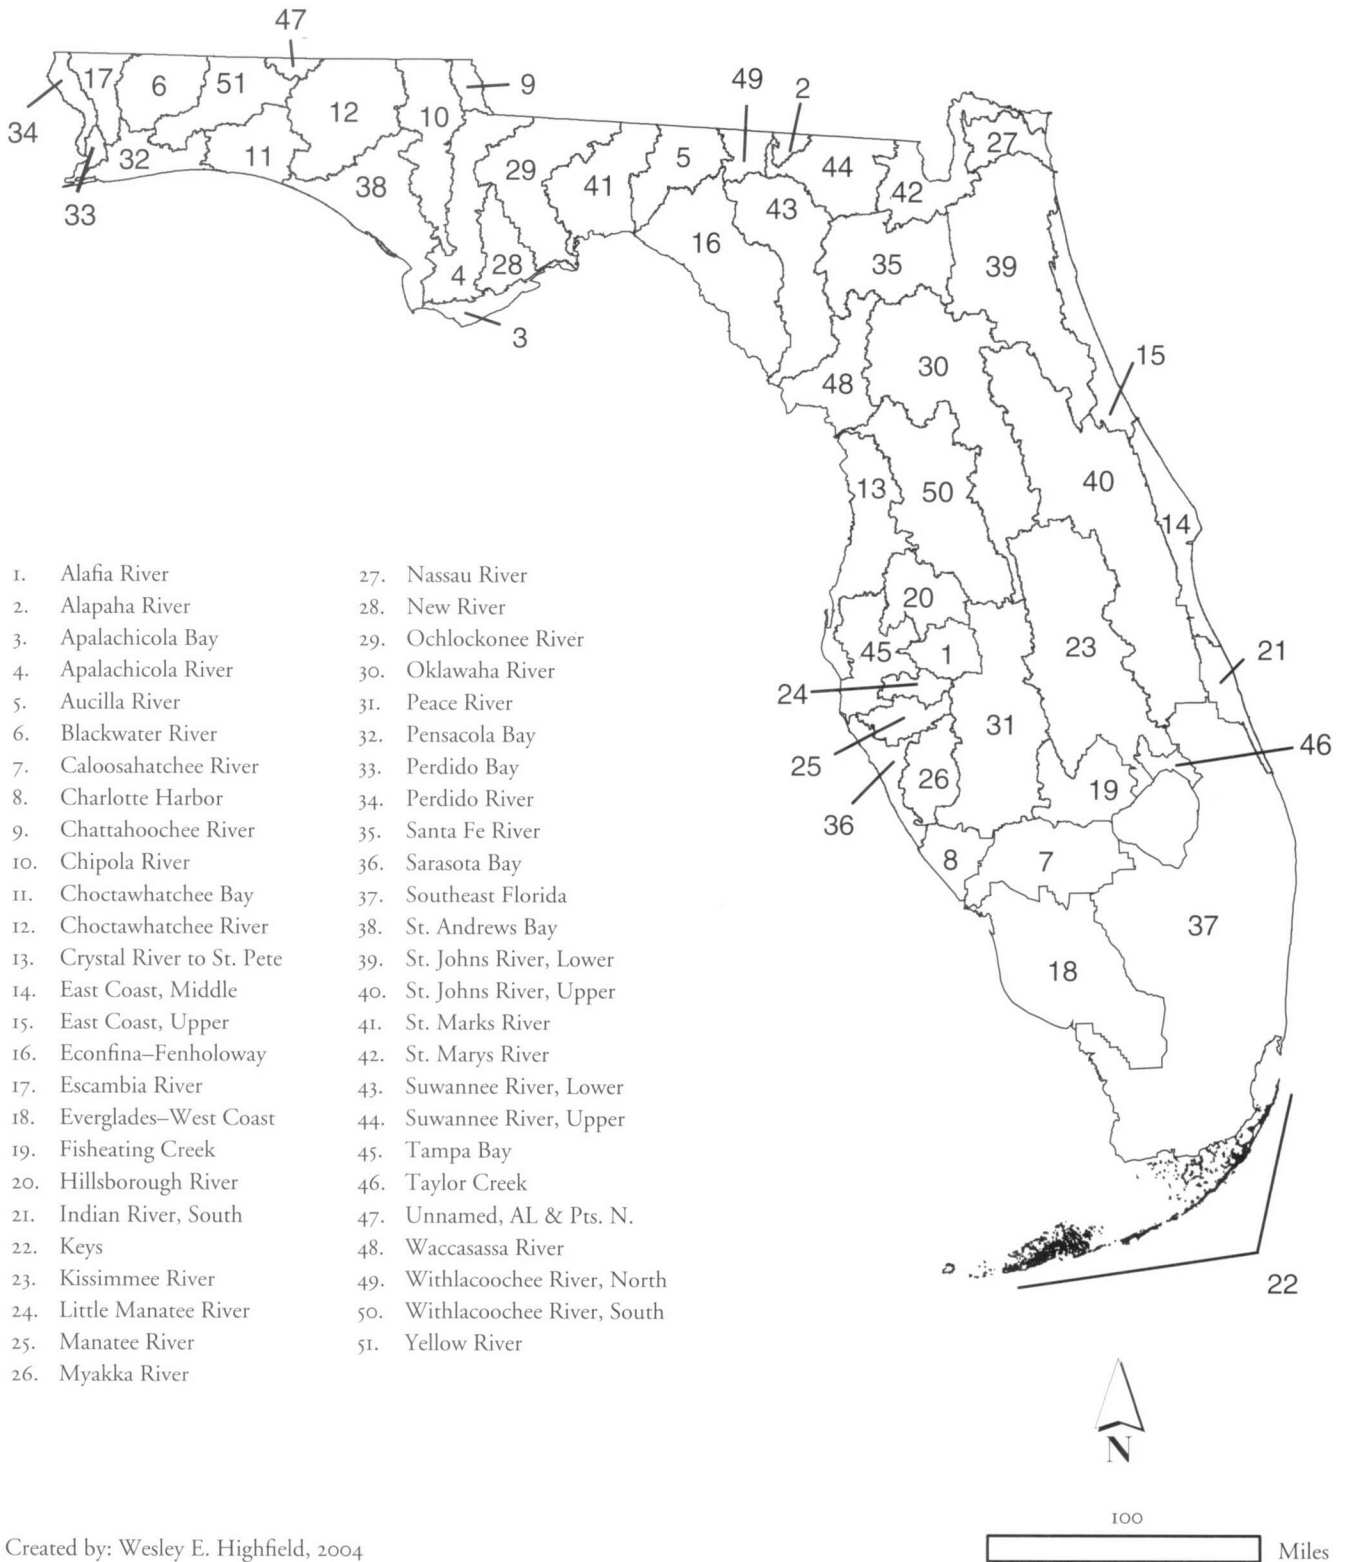 47
17
6
51
9
49
2
34
12
10
27
32
11
29
5
44
33
38
41
42
43
16
35
39
4
28
3
15
30
48
13
50
40
14
20
45
1
23
21
24
31
25
46
26
19
36
8
7
37
18
22
1. Alafia River
2. Alapaha River
3. Apalachicola Bay
4. Apalachicola River
5. Aucilla River
6. Blackwater River
7. Caloosahatchee River
8. Charlotte Harbor
9. Chattahoochee River
10. Chipola River
11. Choctawhatchee Bay
12. Choctawhatchee River
13. Crystal River to St. Pete
14. East Coast, Middle
15. East Coast, Upper
16. Econfina–Fenholoway
17. Escambia River
18. Everglades–West Coast
19. Fisheating Creek
20. Hillsborough River
21. Indian River, South
22. Keys
23. Kissimmee River
24. Little Manatee River
25. Manatee River
26. Myakka River
27. Nassau River
28. New River
29. Ochlockonee River
30. Oklawaha River
31. Peace River
32. Pensacola Bay
33. Perdido Bay
34. Perdido River
35. Santa Fe River
36. Sarasota Bay
37. Southeast Florida
38. St. Andrews Bay
39. St. Johns River, Lower
40. St. Johns River, Upper
41. St. Marks River
42. St. Marys River
43. Suwannee River, Lower
44. Suwannee River, Upper
45. Tampa Bay
46. Taylor Creek
47. Unnamed, AL & Pts. N.
48. Waccasassa River
49. Withlacoochee River, North
50. Withlacoochee River, South
51. Yellow River
N
100
Miles
Created by: Wesley E. Highfield, 2004